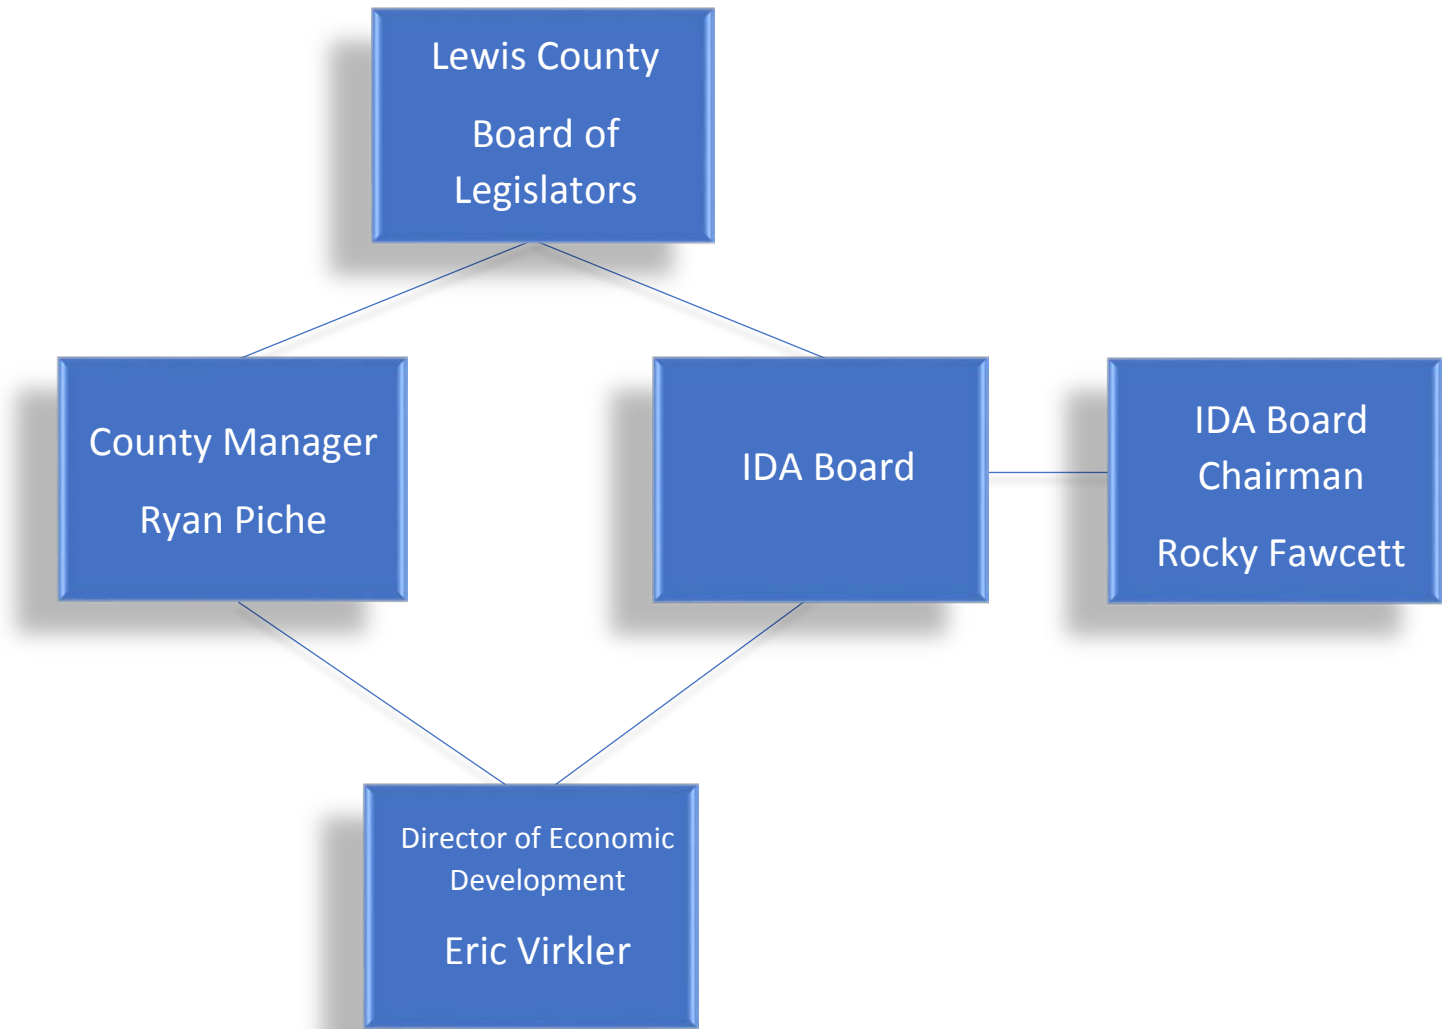 Lewis County
Board of
Legislators
County Manager
Ryan Piche
IDA Board
IDA Board
Chairman
Rocky Fawcett
Director of Economic
Development
Eric Virkler